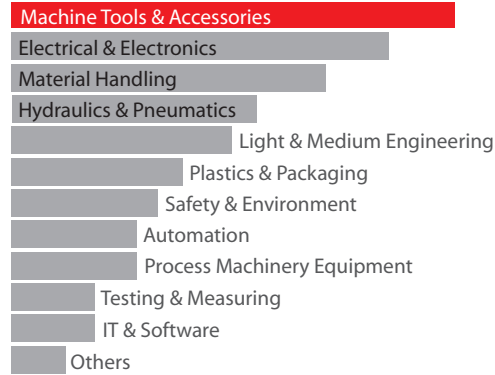 Machine Tools & Accessories
Electrical & Electronics
Material Handling
Hydraulics & Pneumatics
Light & Medium Engineering
Plastics & Packaging
Safety & Environment
Automation
Process Machinery Equipment
Testing & Measuring
IT & Software
Others